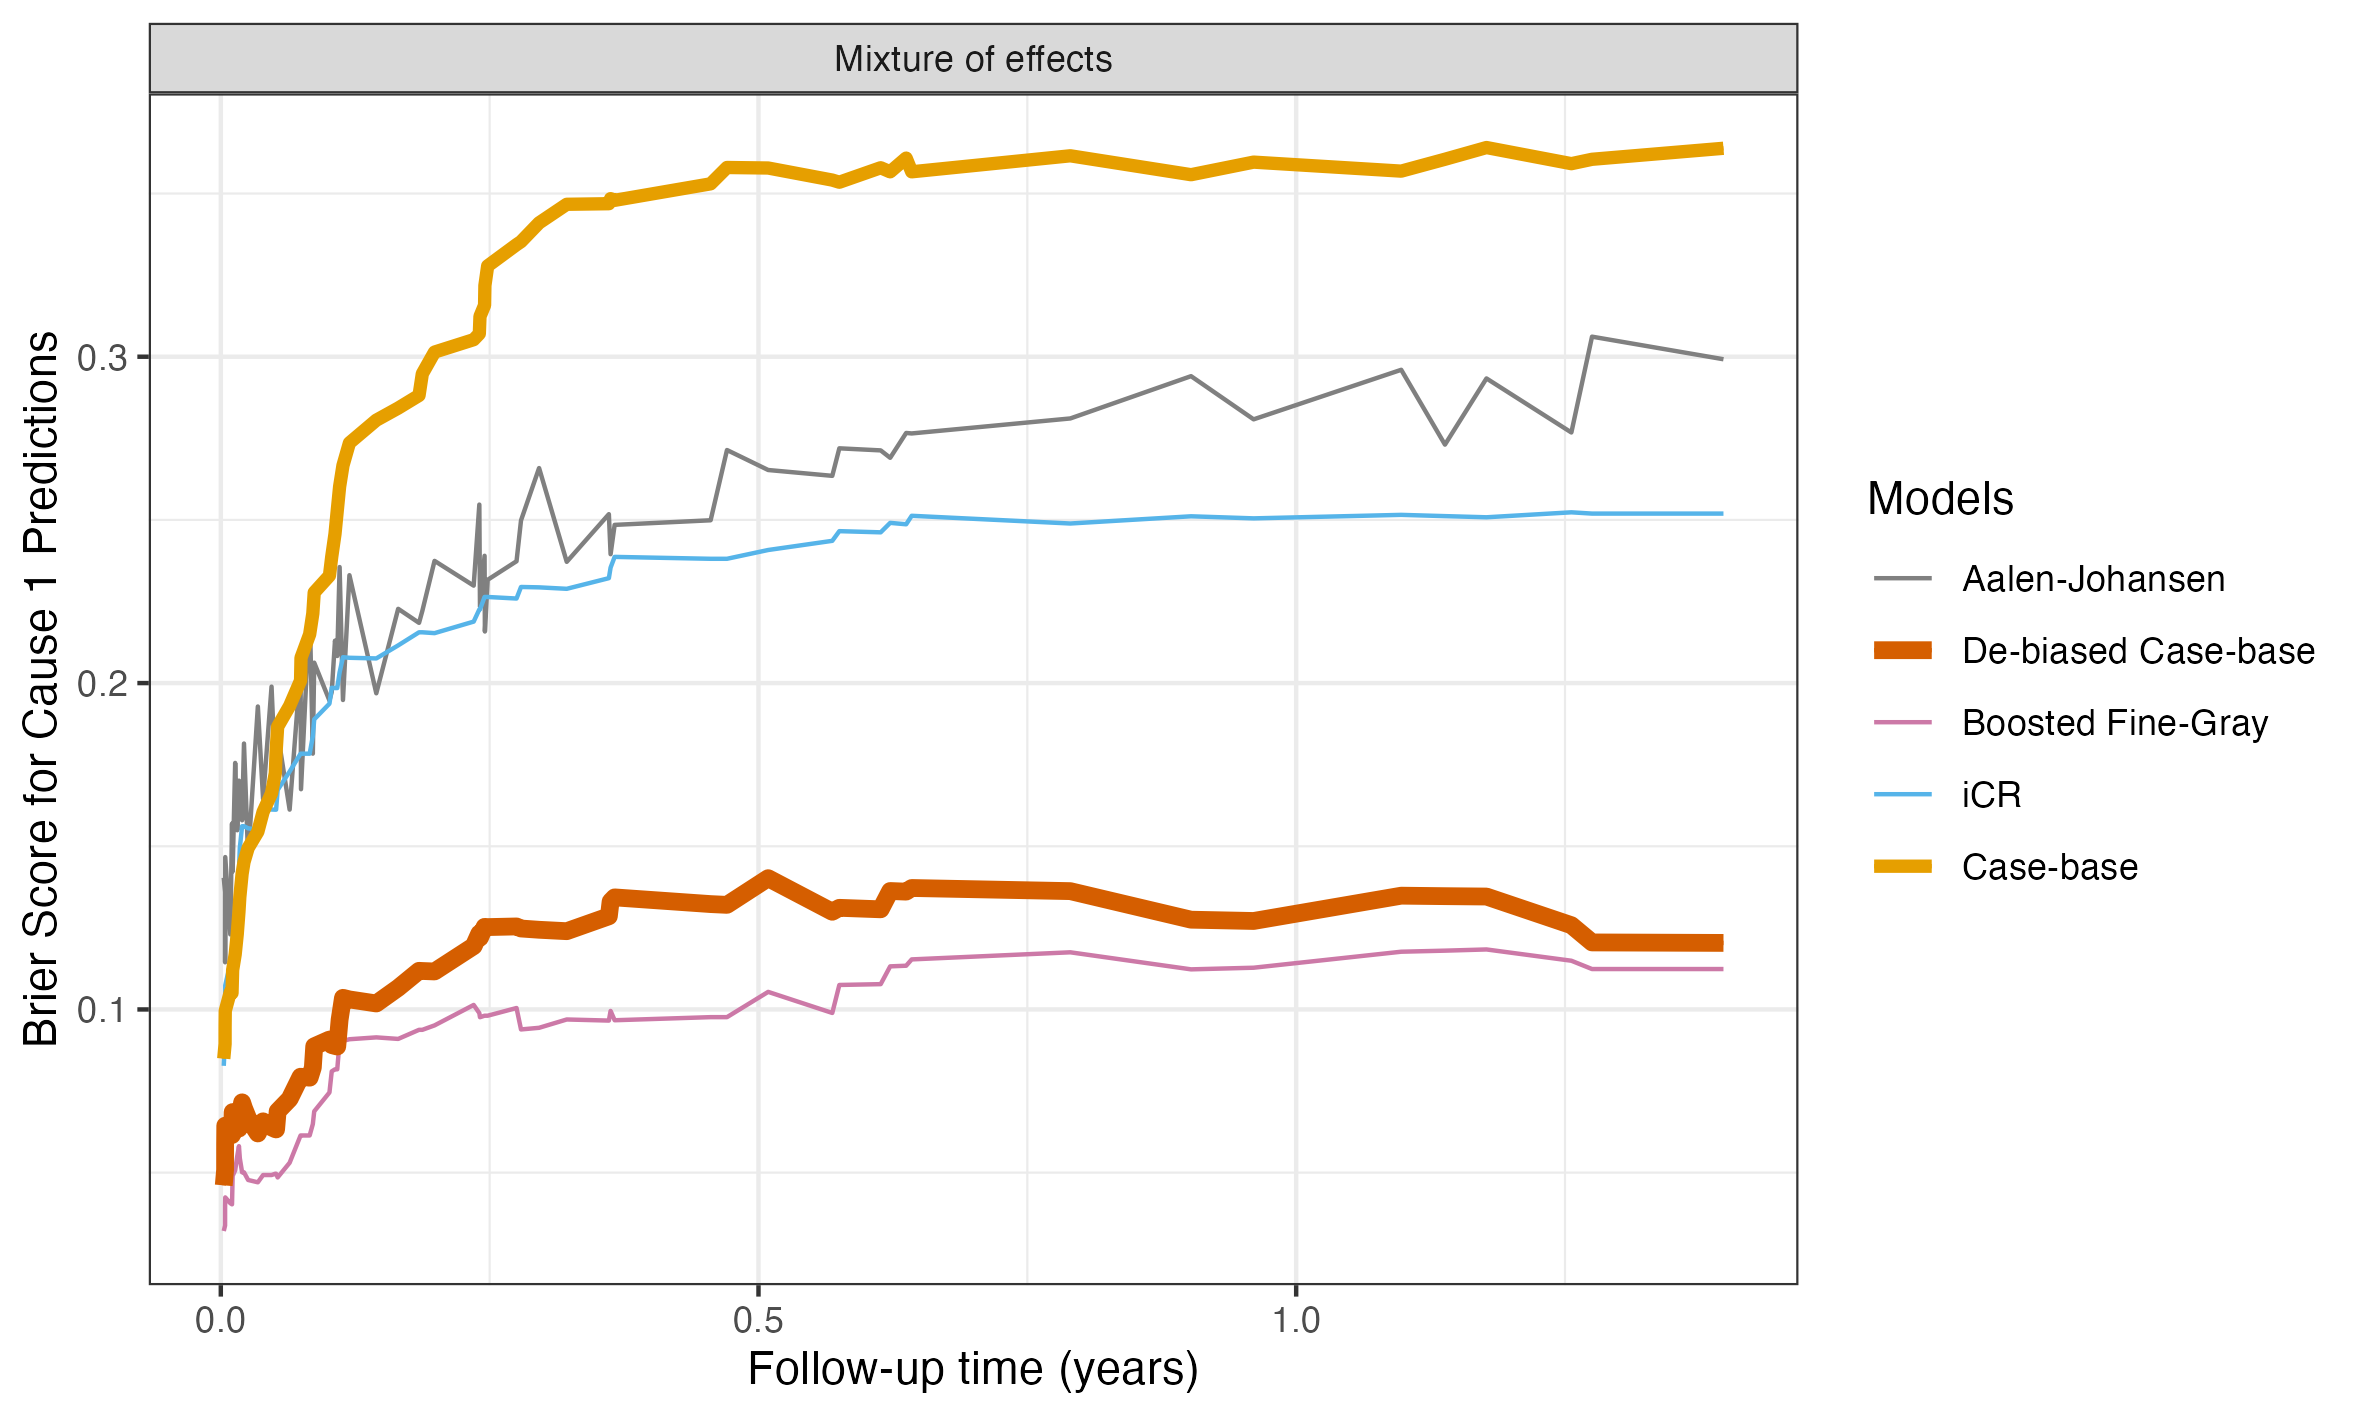 Mixture of effects
Brier Score for Cause 1 Predictions
0.3
0.2
0.1
0.0
0.5
1.0
Follow-up time (years)
Models
Aalen-Johansen
De-biased Case-base
Boosted Fine-Gray
iCR
Case-base